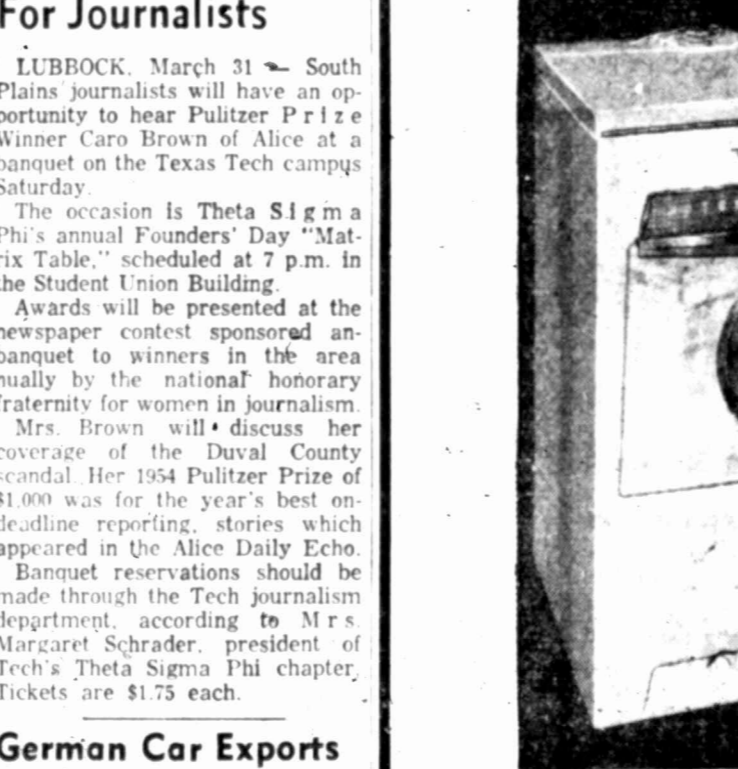 For Journalists
LUBBOCK, March 31 — South
Plains journalists will have an op-
portunity to hear Pulitzer Prize
Winner Caro Brown of Alice at a
banquet on the Texas Tech campus
Saturday.
The occasion is Theta Sigma
Phi's annual Founders' Day "Mat-
rix Table," scheduled at 7 p.m. in
the Student Union Building.
Awards will be presented at the
newspaper contest sponsored an-
banquet to winners in the area
nually by the national honorary
fraternity for women in journalism.
Mrs. Brown will discuss her
coverage of the Duval County
scandal. Her 1954 Pulitzer Prize of
$1,000 was for the year's best on-
deadline reporting, stories which
appeared in the Alice Daily Echo.
Banquet reservations should be
made through the Tech journalism
department, according to Mrs.
Margaret Schrader, president of
Tech's Theta Sigma Phi chapter.
Tickets are $1.75 each.
German Car Exports